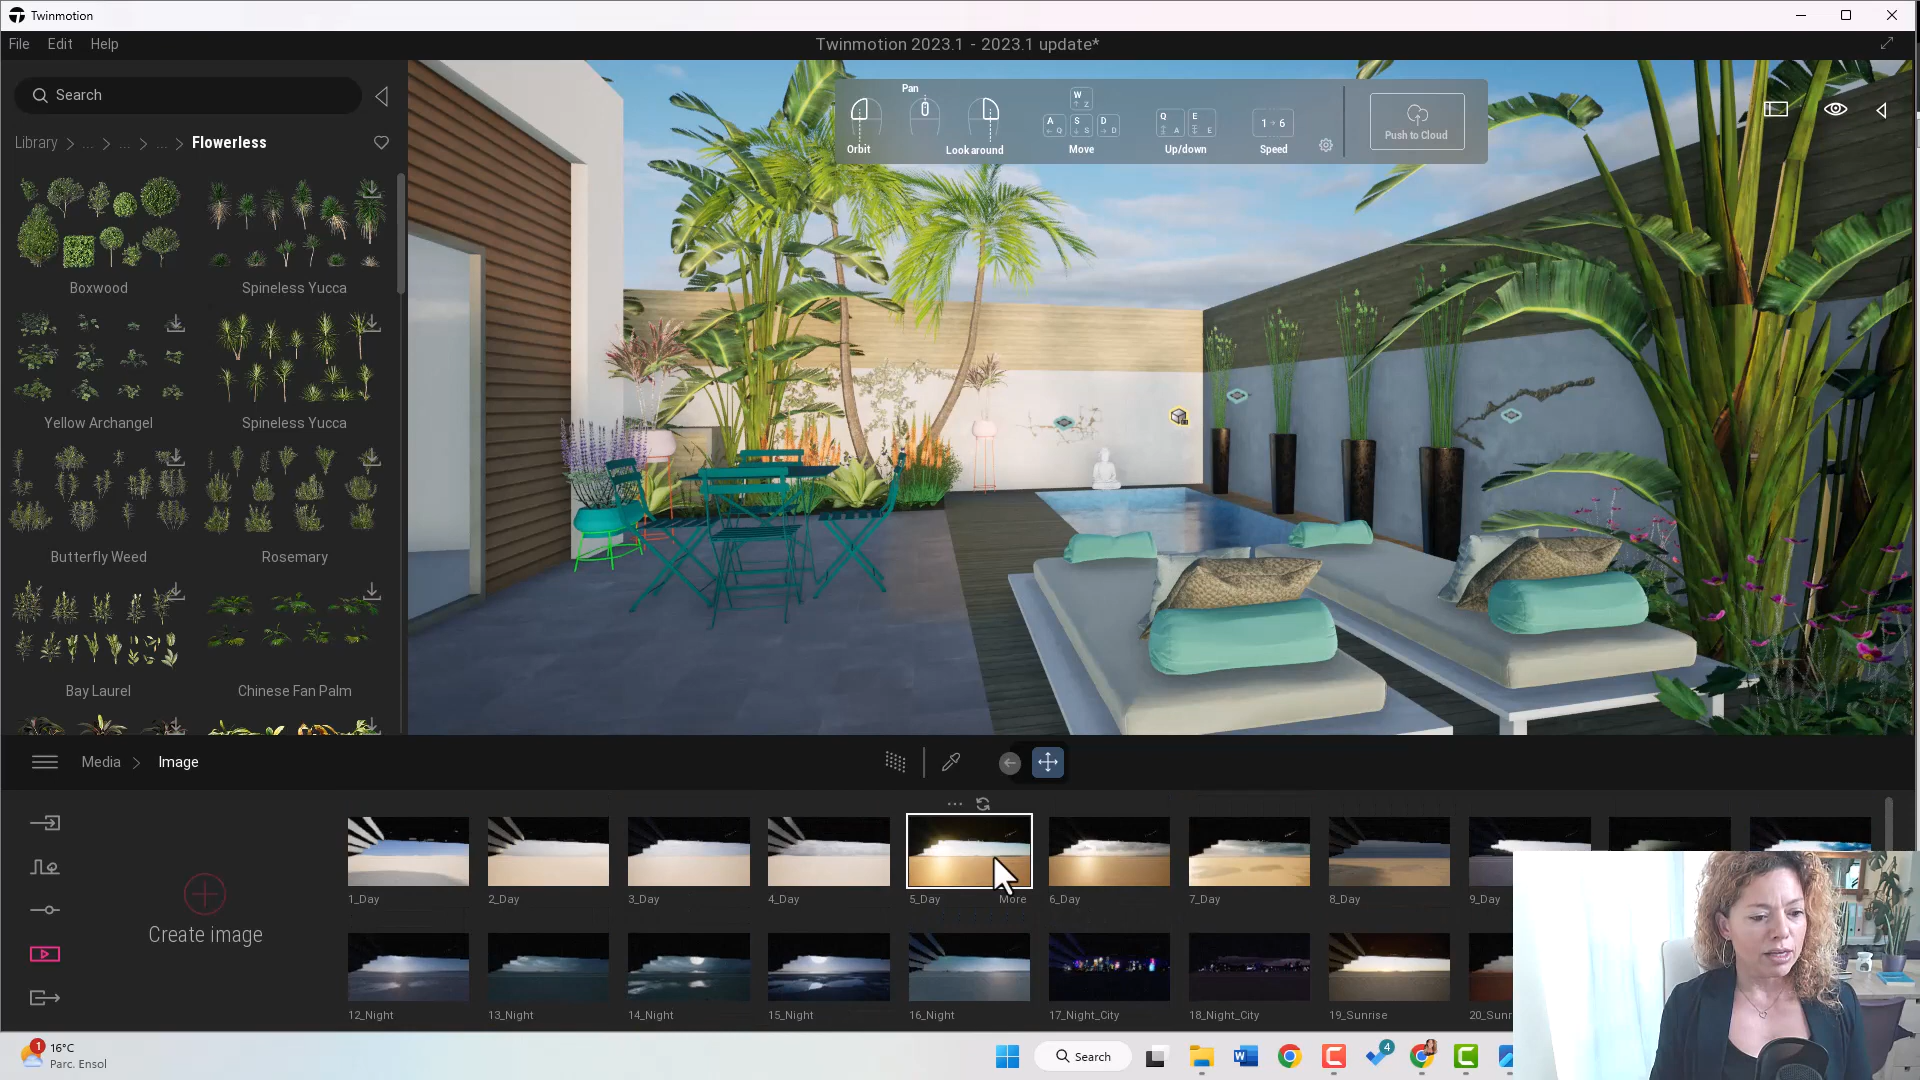 Twinmotion
File Edit Help
Twinmotion 2023.1 - 2023.1 update*
Search
Library > ... > ... > ... > Flowerless
Boxwood
Spineless Yucca
Yellow Archangel
Spineless Yucca
Butterfly Weed
Rosemary
Bay Laurel
Chinese Fan Palm
Pan
Orbit
Look around
W
Z
A
Q
S
S
D
D
Move
Q
A
E
E
Up/down
1 6
Speed
Push to Cloud
Media > Image
Create image
1_Day
2_Day
3_Day
4_Day
5_Day More
6_Day
7_Day
8_Day
9_Day
12_Night
13_Night
14_Night
15_Night
16_Night
17_Night_City
18_Night_City
19_Sunrise
20_Sunr
1
16°C
Parc. Ensol
Search
4